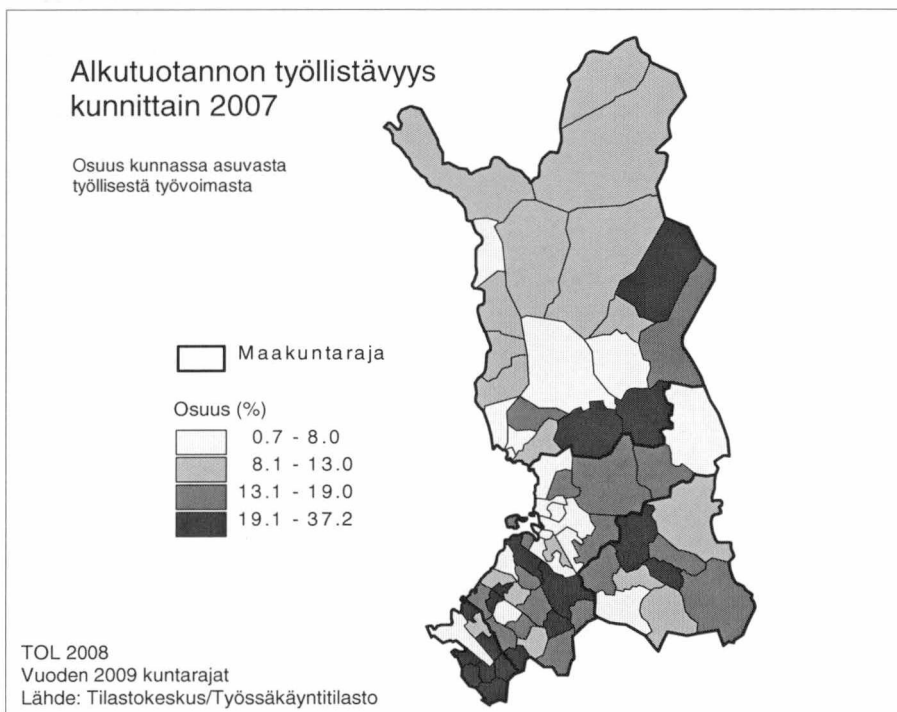 Alkutuotannon työllistävyys
kunnittain 2007
Osuus kunnassa asuvasta
työllisestä työvoimasta
Maakuntaraja
Osuus (%)
0.7 - 8.0
8.1 - 13.0
13.1 - 19.0
19.1 - 37.2
TOL 2008
Vuoden 2009 kuntarajat
Lähde: Tilastokeskus/Työssäkäyntitilasto